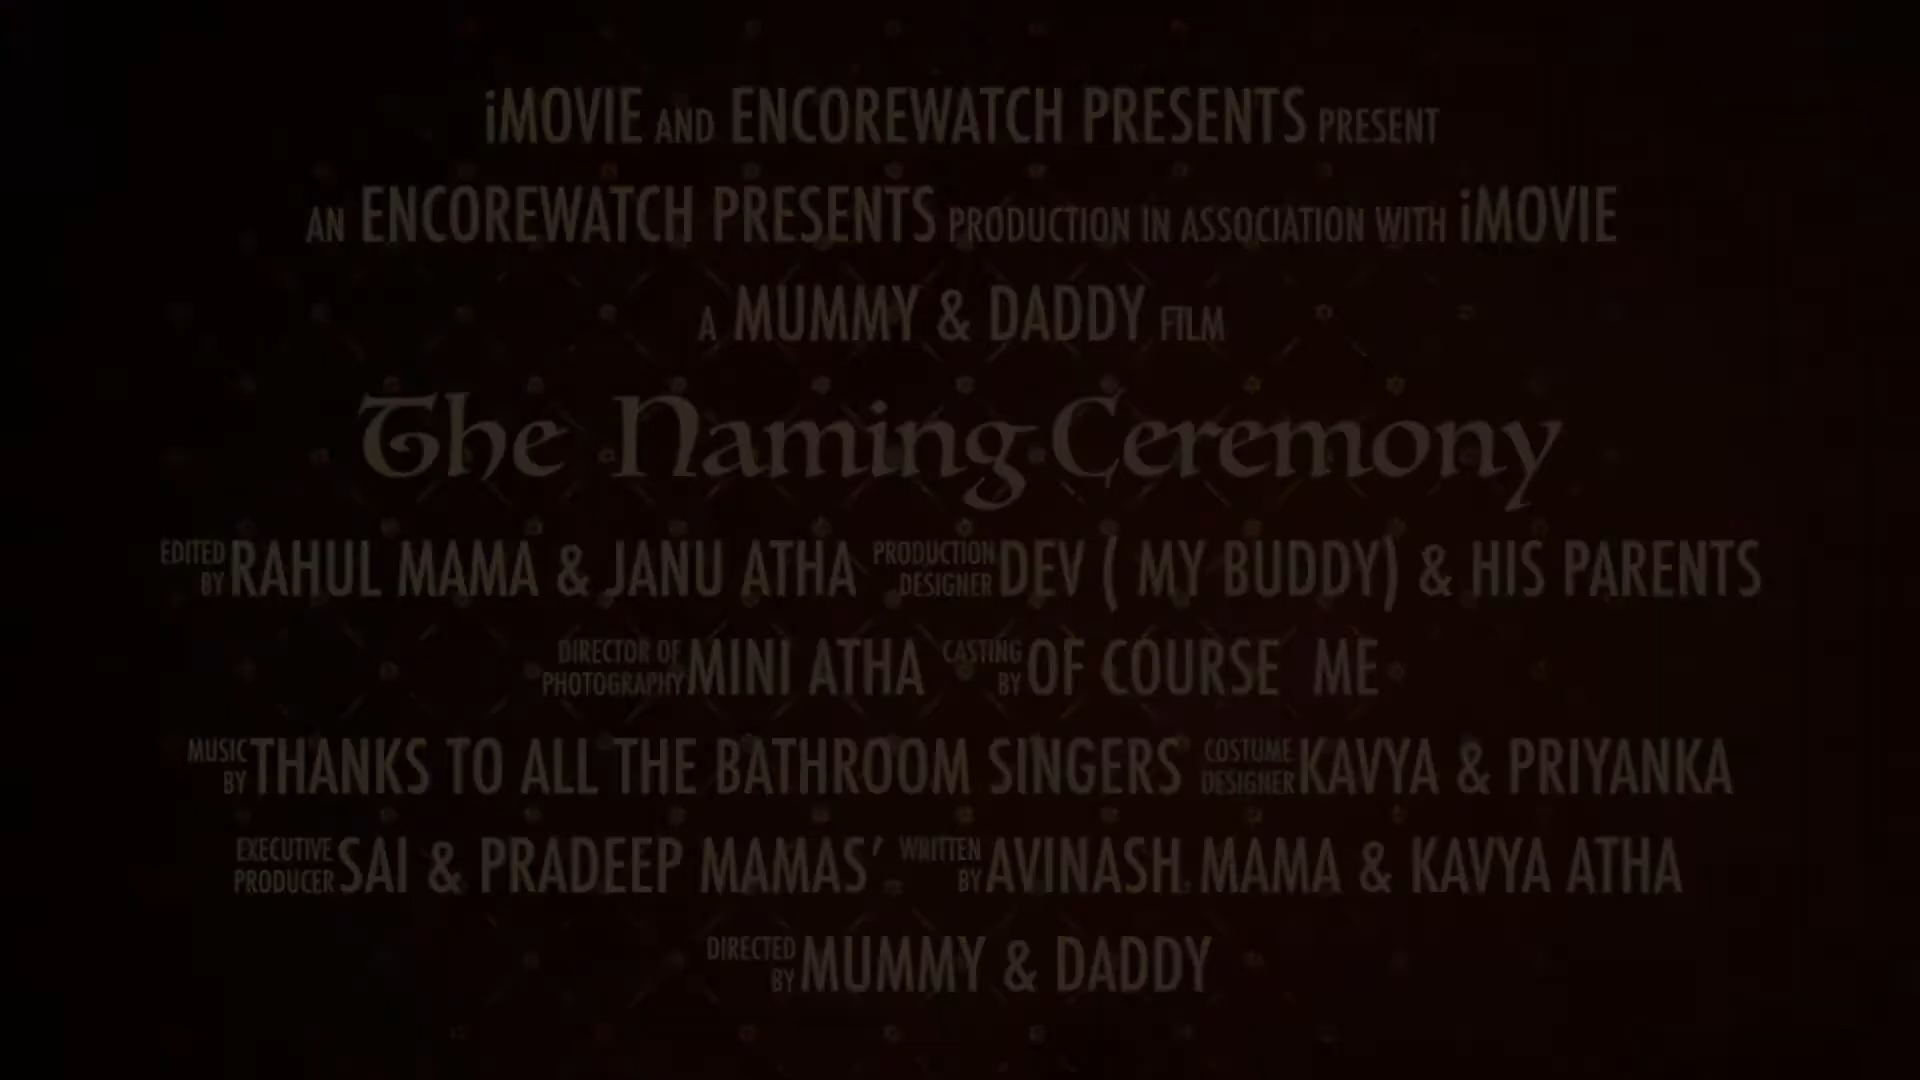 iMOVIE AND ENCOREWATCH PRESENTS PRESENT
AN ENCOREWATCH PRESENTS PRODUCTION IN ASSOCIATION WITH iMOVIE
A MUMMY & DADDY FILM
The Naming Ceremony
EDITED BY RAHUL MAMA & JANU ATHA PRODUCTION DESIGNER DEV ( MY BUDDY) & HIS PARENTS
DIRECTOR OF PHOTOGRAPHY MINI ATHA CASTING BY OF COURSE ME
MUSIC BY THANKS TO ALL THE BATHROOM SINGERS COSTUME DESIGNER KAVYA & PRIYANKA
EXECUTIVE PRODUCER SAI & PRADEEP MAMAS' WRITTEN BY AVINASH MAMA & KAVYA ATHA
DIRECTED BY MUMMY & DADDY